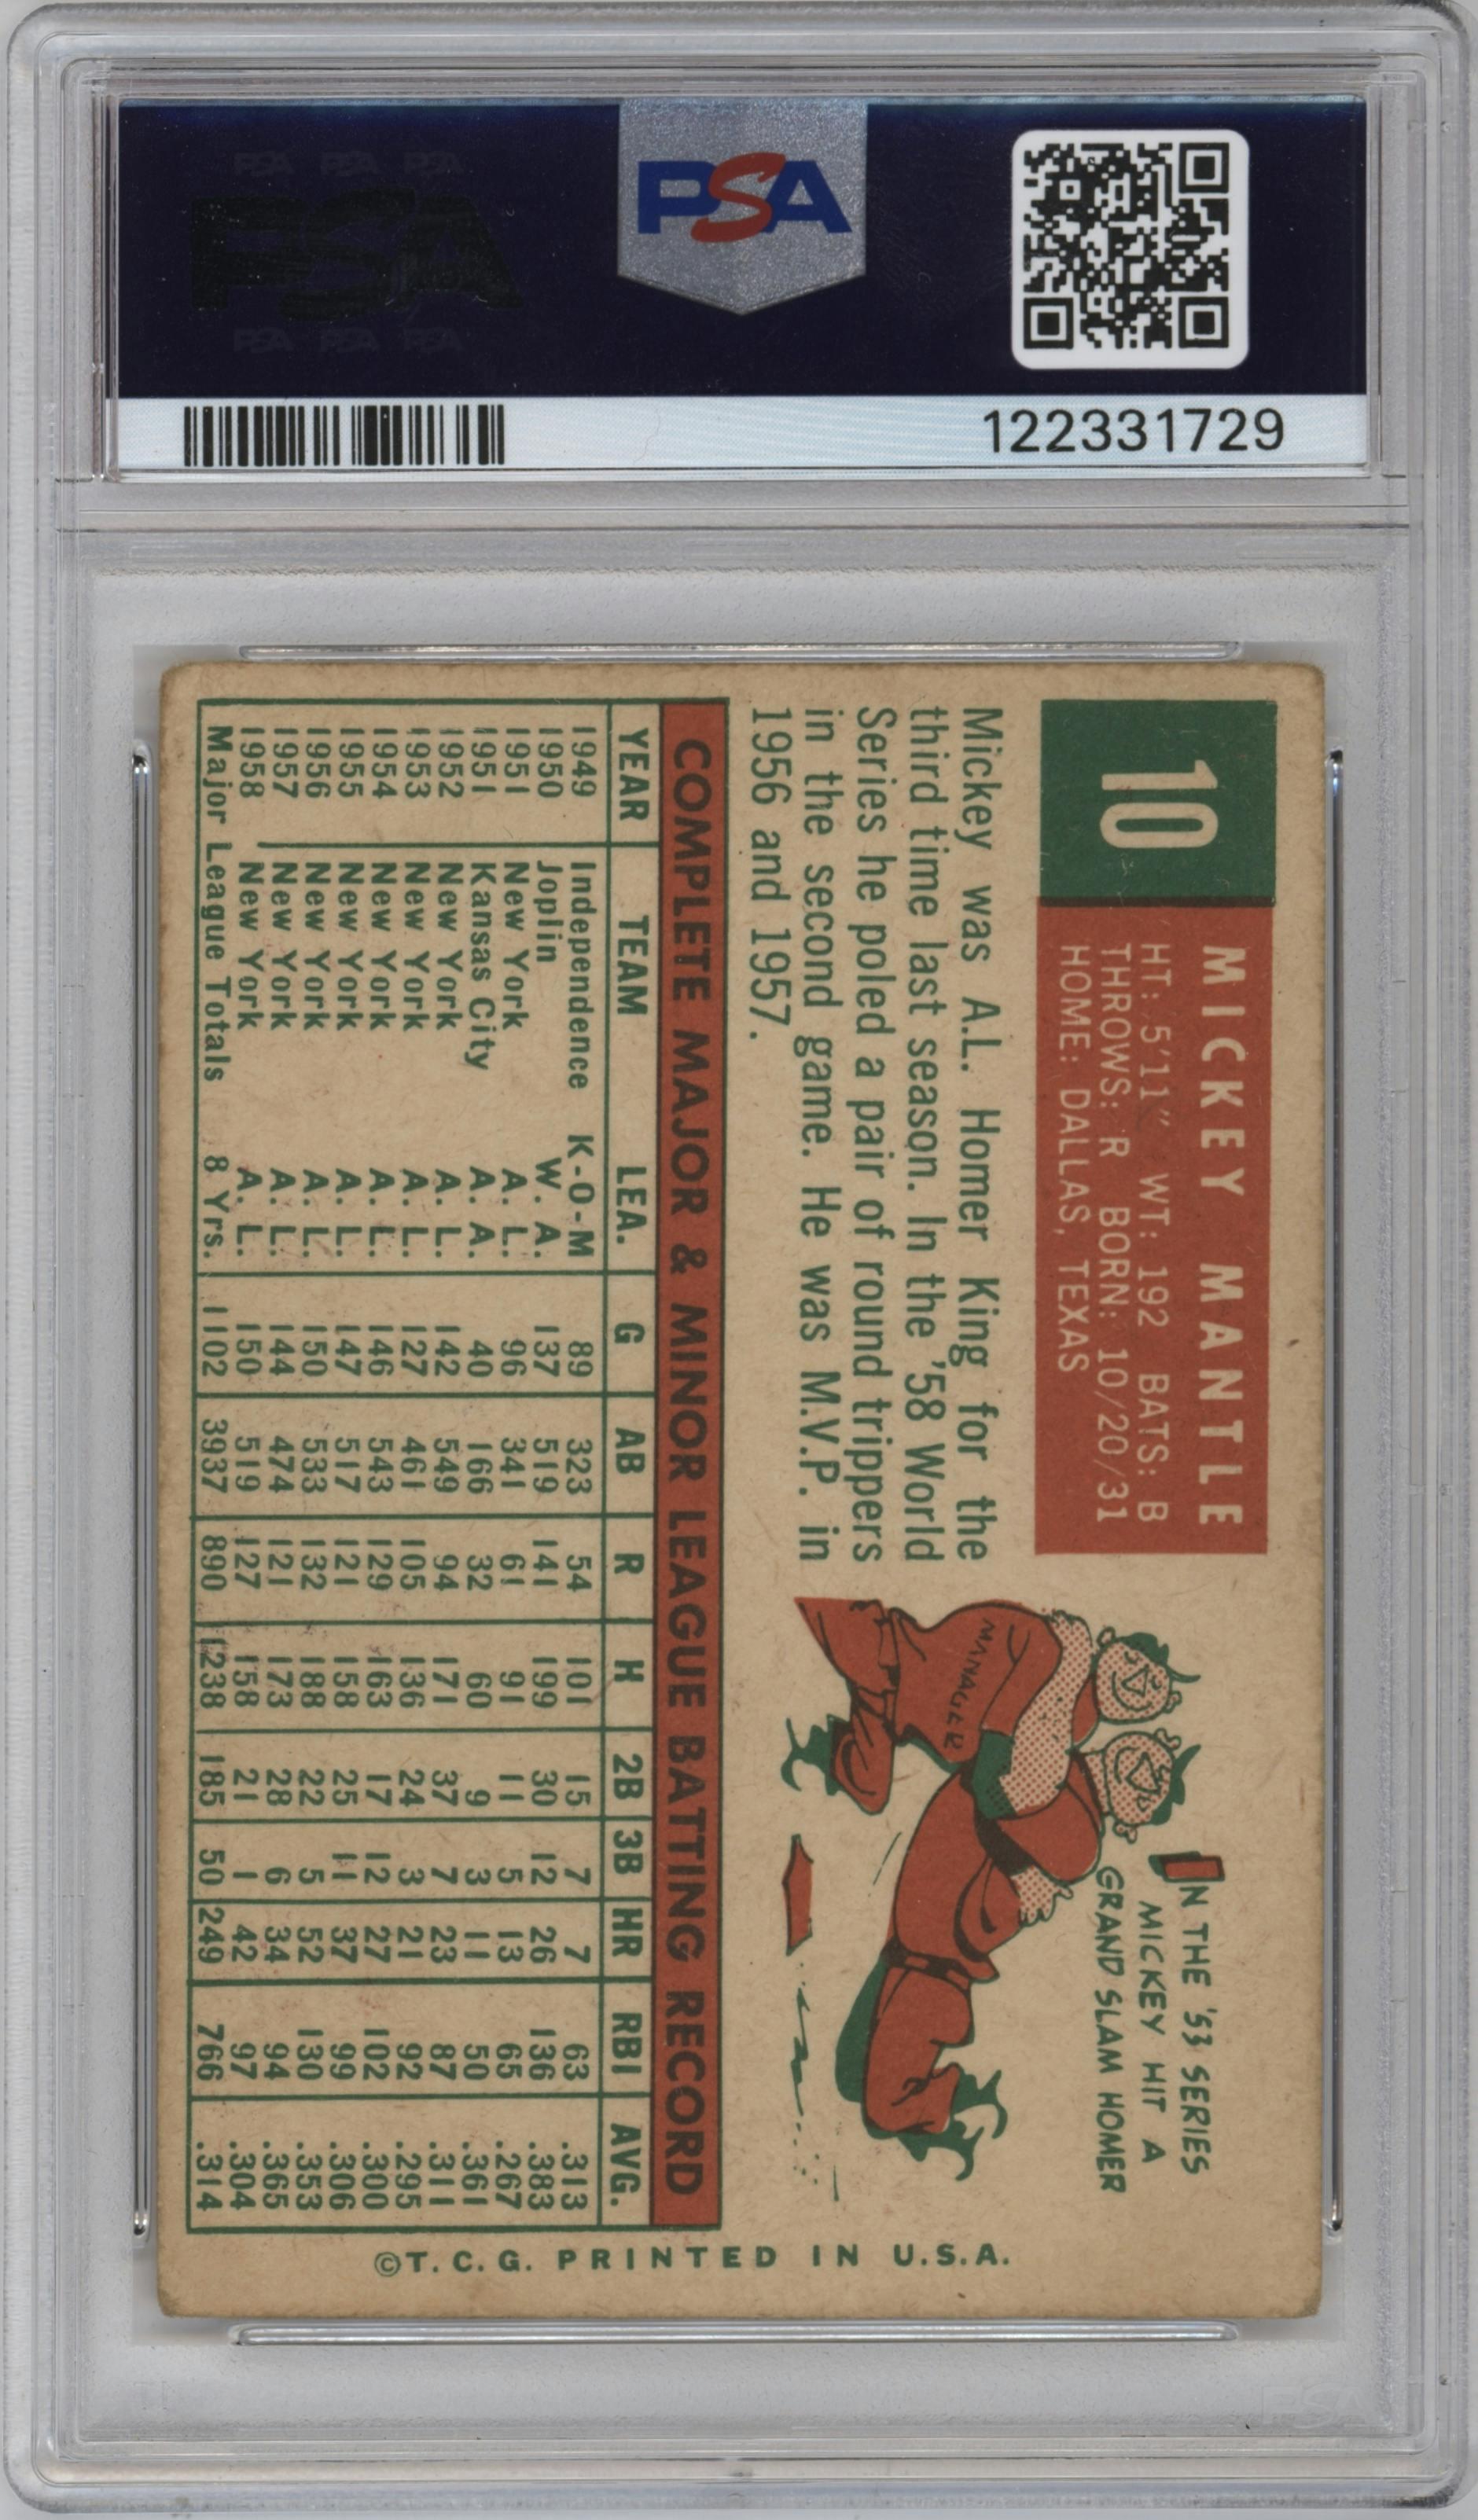 PSA PSA PSA
PSA
PSA PSA PSA
PSA
122331729
10
MICKEY MANTLE
HT: 5'11" WT: 192 BATS: B
THROWS: R BORN: 10/20/31
HOME: DALLAS, TEXAS
Mickey was A.L. Homer King for the
third time last season. In the '58 World
Series he poled a pair of round trippers
in the second game. He was M.V.P. in
1956 and 1957.
IN THE '53 SERIES
MICKEY HIT A
GRAND SLAM HOMER
MANAGER
COMPLETE MAJOR & MINOR LEAGUE BATTING RECORD
YEAR TEAM LEA. G AB R H 2B 3B HR RBI AVG.
1949 Independence K-O-M 89 323 54 101 15 7 7 63 .313
1950 Joplin W. A. 137 519 141 199 30 12 26 136 .383
1951 New York A. L. 96 341 61 91 11 5 13 65 .267
1951 Kansas City A. A. 40 166 32 60 9 3 11 50 .361
1952 New York A. L. 142 549 94 171 37 7 23 87 .311
1953 New York A. L. 127 461 105 136 24 3 21 92 .295
1954 New York A. L. 146 543 129 163 17 12 27 102 .300
1955 New York A. L. 147 517 121 158 25 11 37 99 .306
1956 New York A. L. 150 533 132 188 22 5 52 130 .353
1957 New York A. L. 144 474 121 173 28 6 34 94 .365
1958 New York A. L. 150 519 127 158 21 1 42 97 .304
Major League Totals 8 Yrs. 1102 3937 890 1238 185 50 249 766 .314
©T. C. G. PRINTED IN U.S.A.
PSA